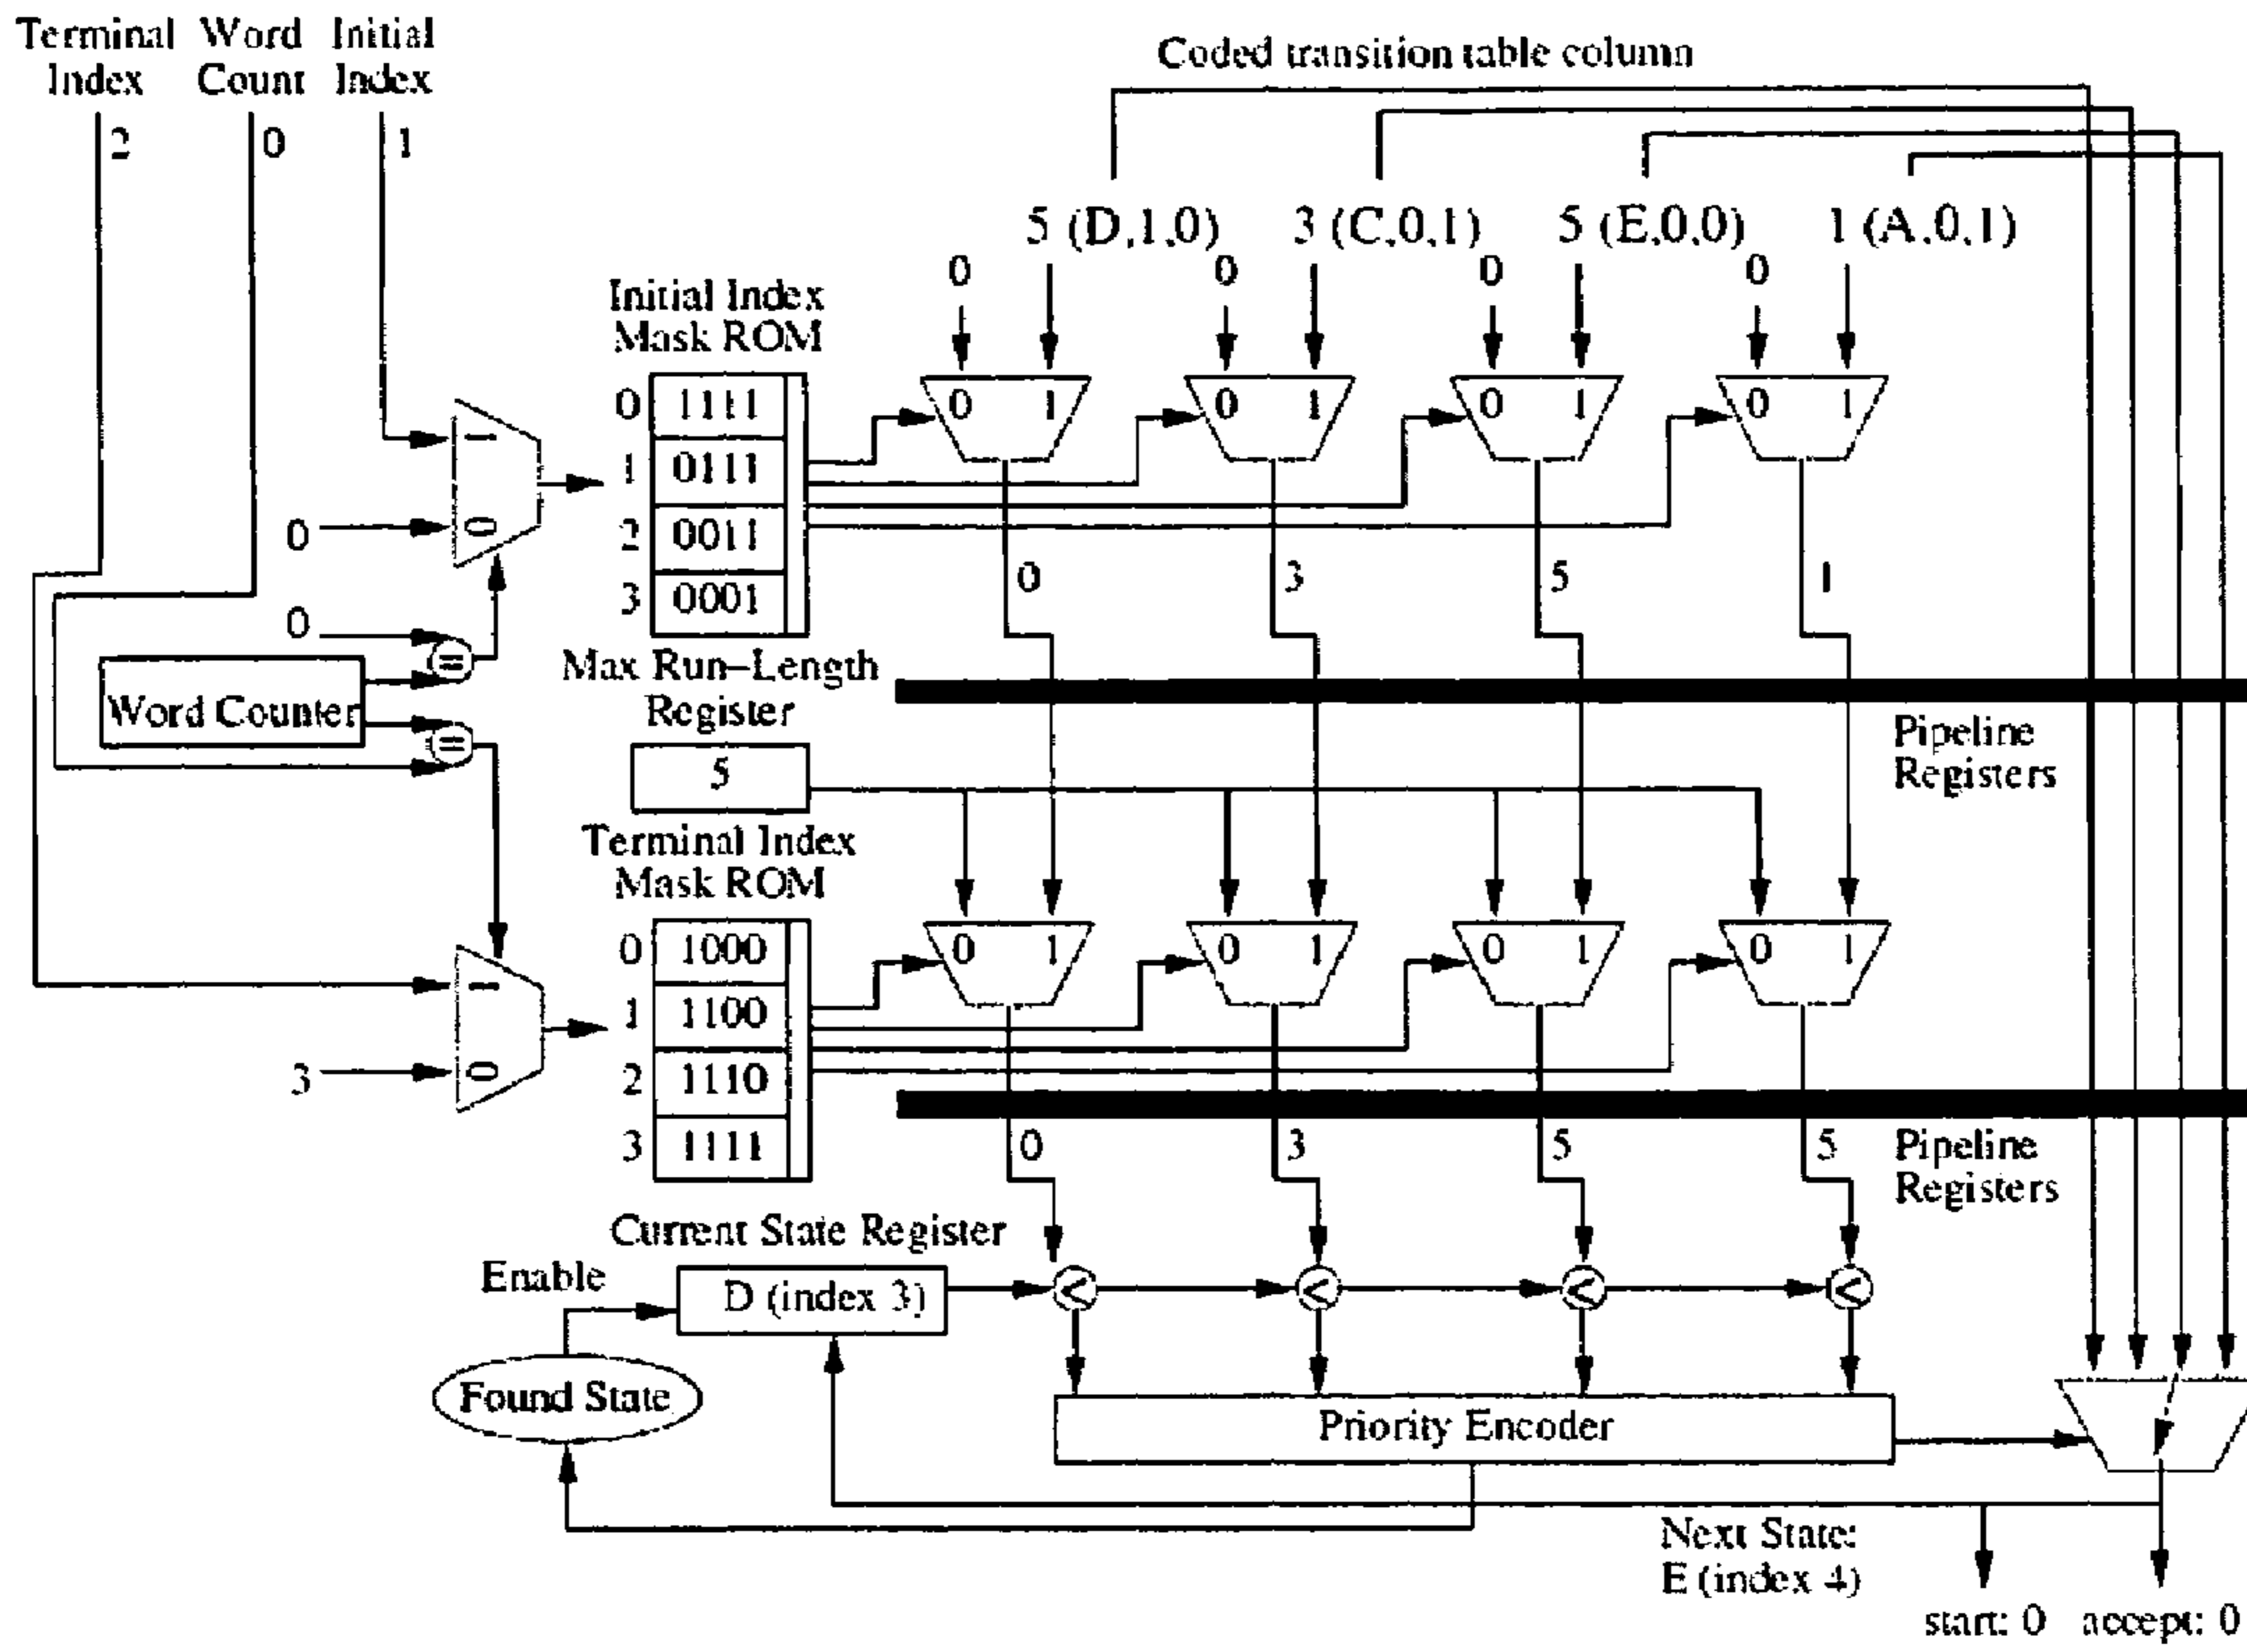 Terminal Word Initial
Index Count Index
Coded transition table column
2 0 1
5 (D,1,0) 3 (C,0,1) 5 (E,0,0) 1 (A,0,1)
0 0 0 0
Initial Index
Mask ROM
0 1111
1 0111
2 0011
3 0001
0 1 0 1 0 1 0 1
1
0
0
0 3 5 1
0
=
Word Counter
=
Max Run-Length
Register
5
Pipeline
Registers
Terminal Index
Mask ROM
0 1000
1 1100
2 1110
3 1111
0 1 0 1 0 1 0 1
1
3 0
0 3 5 5
Pipeline
Registers
Current State Register
Enable
D (index 3)
< < < <
Found State
Priority Encoder
Next State:
E (index 4)
start: 0 accept: 0